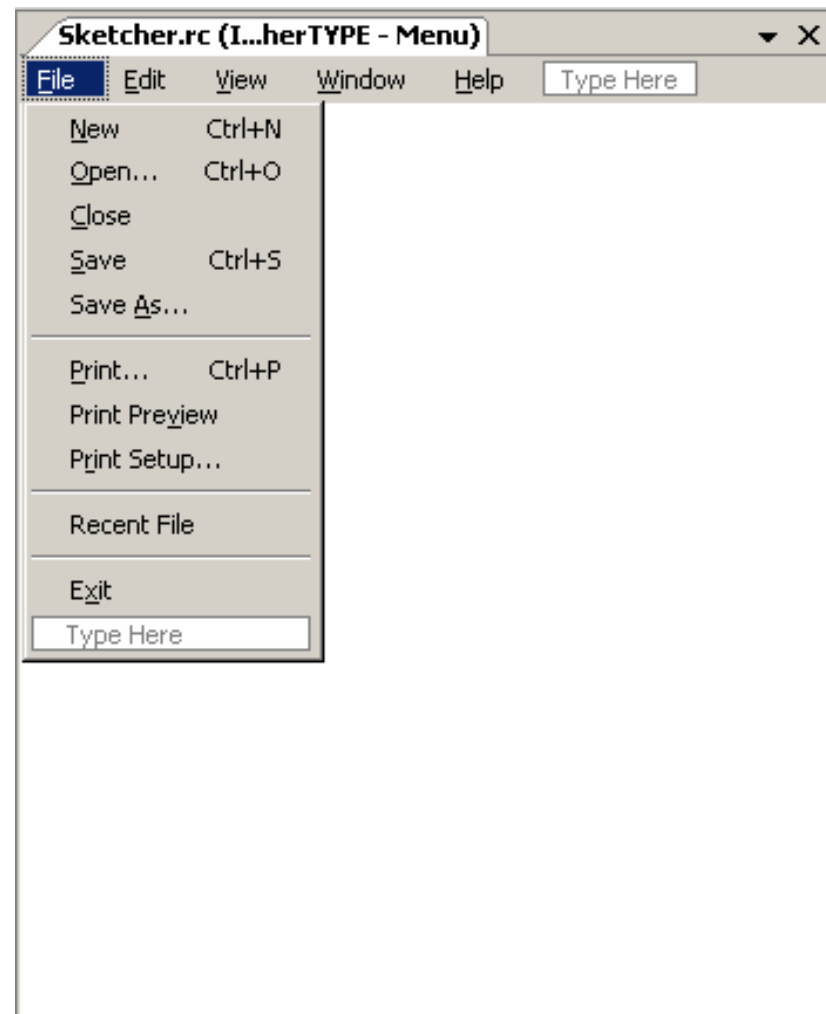 Sketcher.rc (I...herTYPE - Menu)
File Edit View Window Help Type Here
New Ctrl+N
Open... Ctrl+O
Close
Save Ctrl+S
Save As...
Print... Ctrl+P
Print Preview
Print Setup...
Recent File
Exit
Type Here